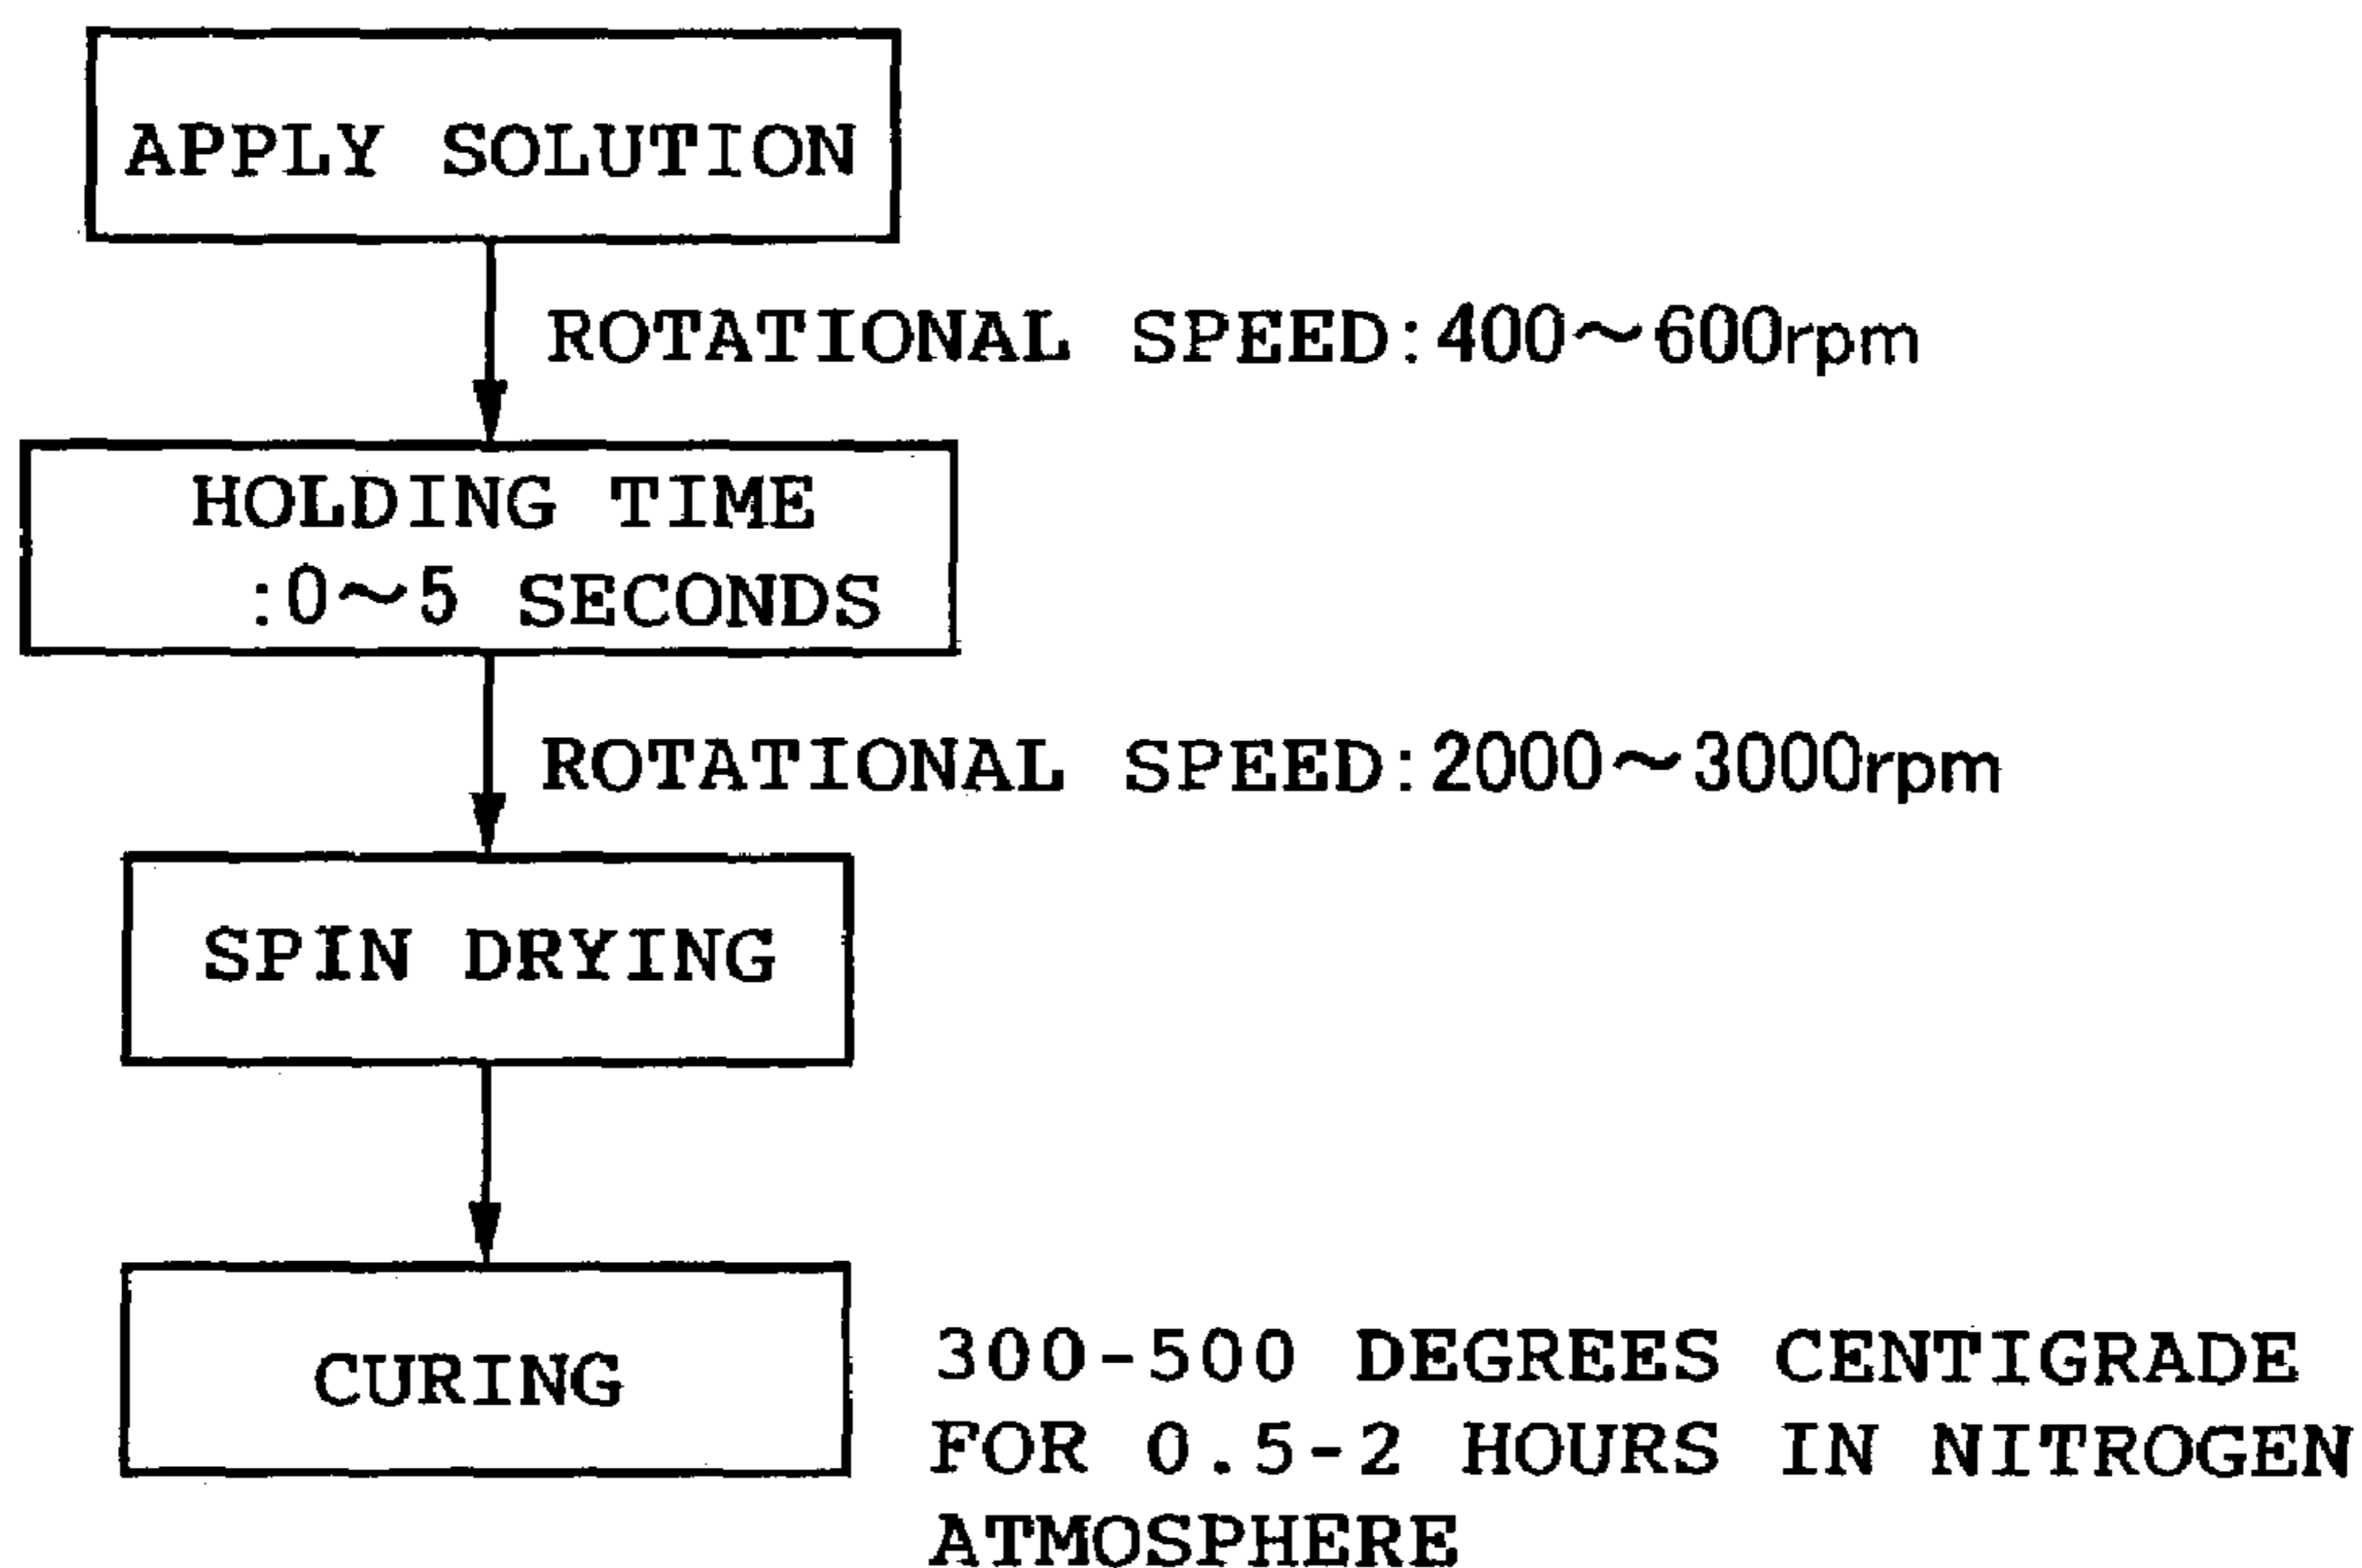 APPLY SOLUTION
ROTATIONAL SPEED:400～600rpm
HOLDING TIME
:0～5 SECONDS
ROTATIONAL SPEED:2000～3000rpm
SPIN DRYING
CURING
300-500 DEGREES CENTIGRADE
FOR 0.5-2 HOURS IN NITROGEN
ATMOSPHERE